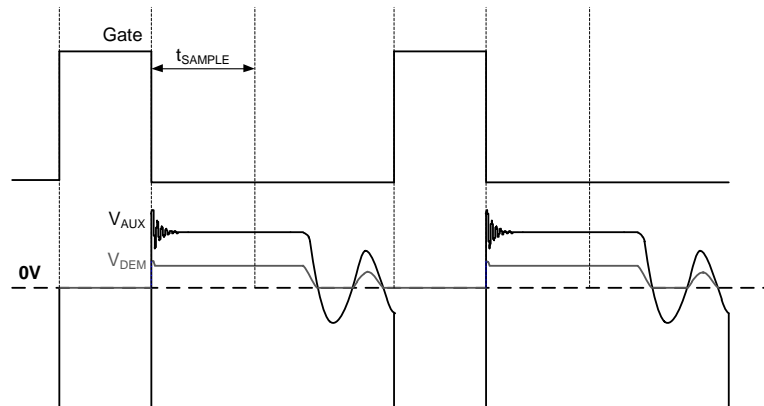 Gate
tSAMPLE
VAUX
VDEM
0V